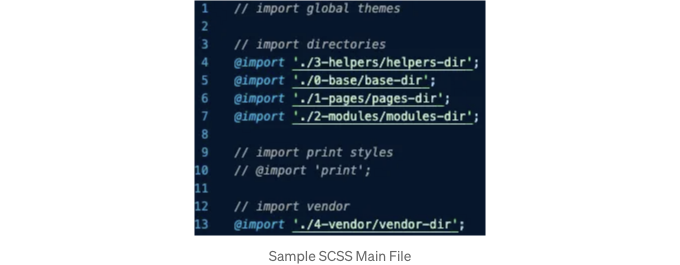 1 // import global themes
2
3 // import directories
4 @import './3-helpers/helpers-dir';
5 @import './0-base/base-dir';
6 @import './1-pages/pages-dir';
7 @import './2-modules/modules-dir';
8
9 // import print styles
10 // @import 'print';
11
12 // import vendor
13 @import './4-vendor/vendor-dir';
Sample SCSS Main File